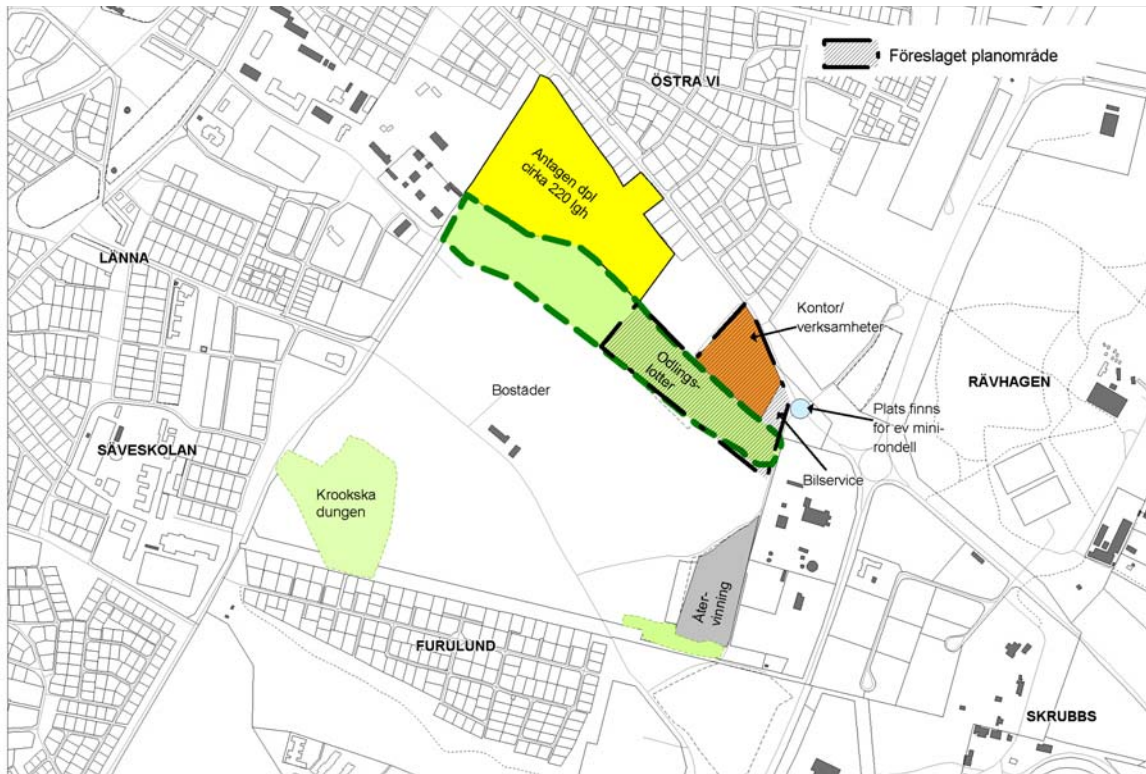 Föreslaget planområde
ÖSTRA VI
Antagen dpl
cirka 220 lgh
LÄNNA
Kontor/
verksamheter
Odlings-
lotter
RÄVHAGEN
Bostäder
Plats finns
för ev mini-
rondell
SÄVESKOLAN
Bilservice
Krookska
dungen
Åter-
vinning
FURULUND
SKRUBBS